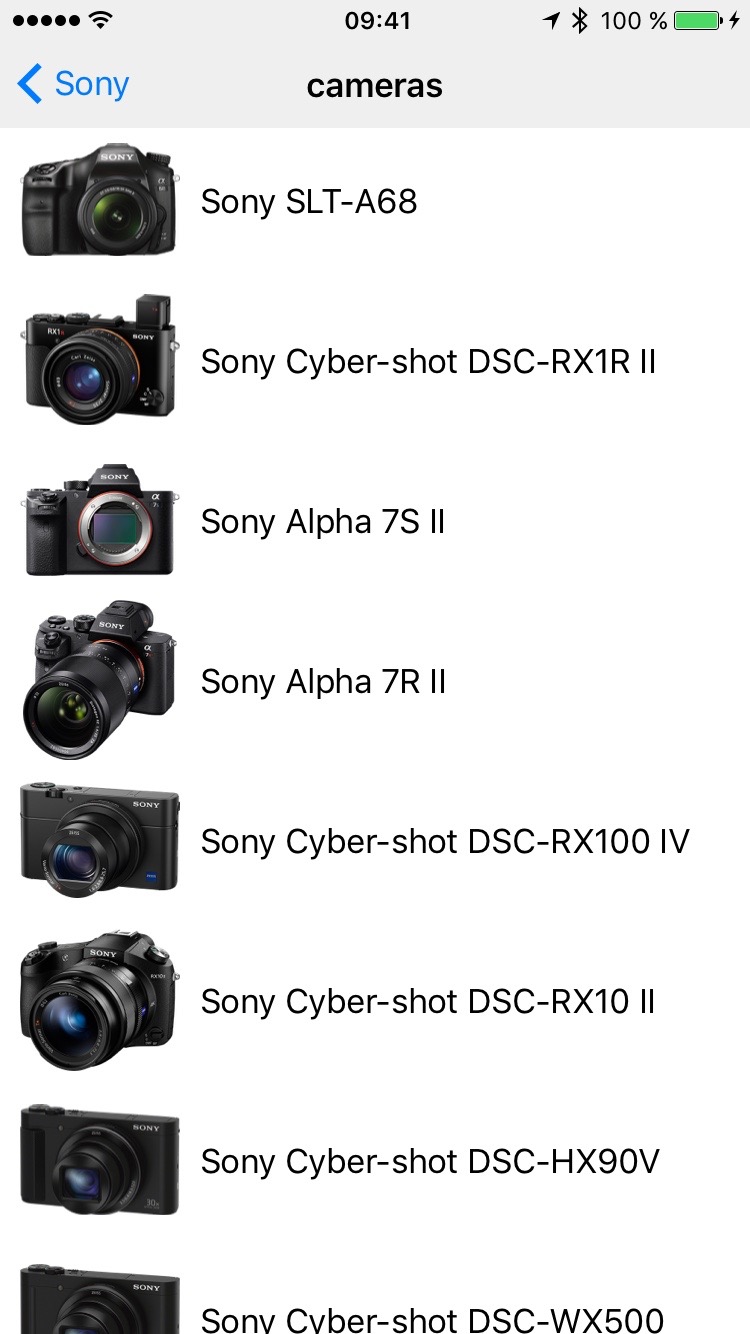 09:41
100 %
Sony
cameras
SONY
Sony SLT-A68
RX1R
SONY
Sony Cyber-shot DSC-RX1R II
SONY
Sony Alpha 7S II
SONY
Sony Alpha 7R II
SONY
Sony Cyber-shot DSC-RX100 IV
SONY
Sony Cyber-shot DSC-RX10 II
SONY
30x
Sony Cyber-shot DSC-HX90V
SONY
Sony Cyber-shot DSC-WX500